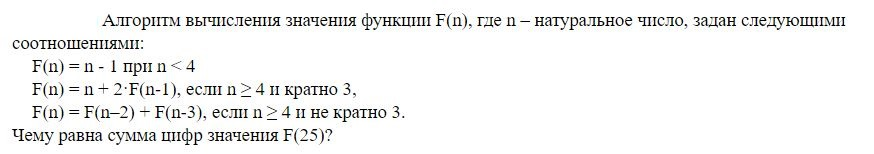 Алгоритм вычисления значения функции F(n), где n – натуральное число, задан следующими
соотношениями:
F(n) = n - 1 при n < 4
F(n) = n + 2·F(n-1), если n ≥ 4 и кратно 3,
F(n) = F(n–2) + F(n-3), если n ≥ 4 и не кратно 3.
Чему равна сумма цифр значения F(25)?